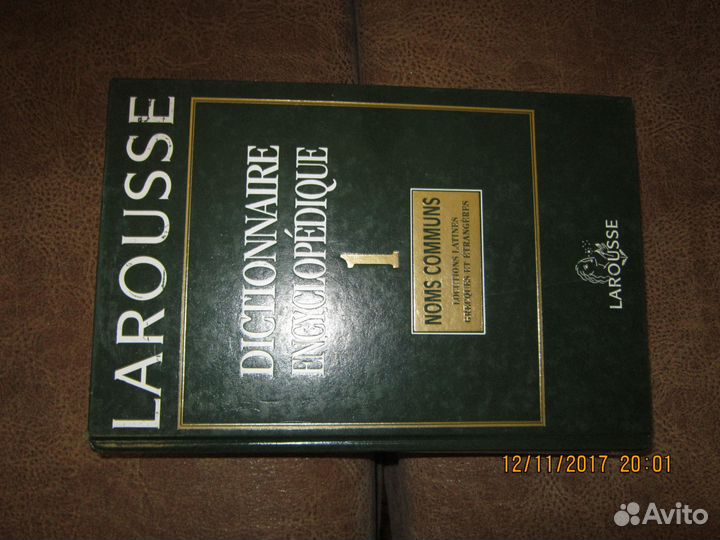 LAROUSSE
DICTIONNAIRE
ENCYCLOPÉDIQUE
1
NOMS COMMUNS
LOCUTIONS LATINES
GRECQUES ET ÉTRANGÈRES
LAROUSSE
12/11/2017 20:01
Avito